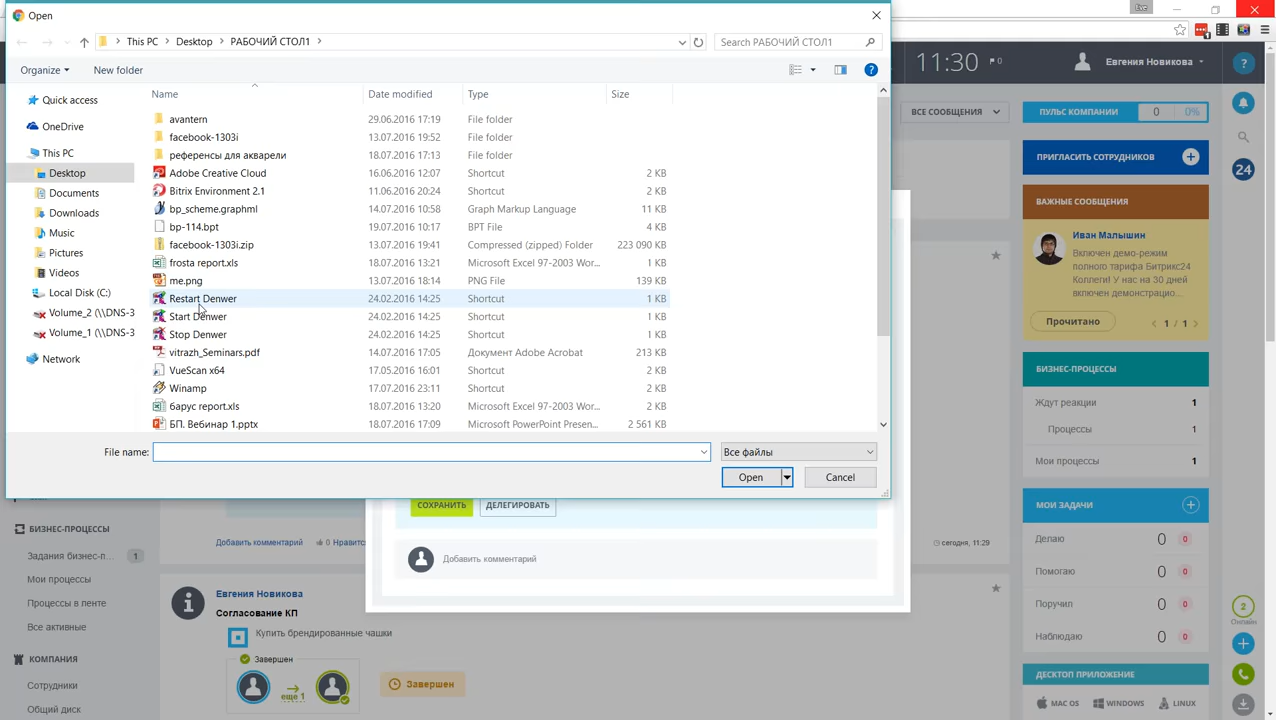 Open
Eve
This PC > Desktop > РАБОЧИЙ СТОЛ1 >
Search РАБОЧИЙ СТОЛ1
Organize
New folder
Name Date modified Type Size
Quick access
OneDrive
This PC
Desktop
Documents
Downloads
Music
Pictures
Videos
Local Disk (C:)
Volume_2 (\\DNS-3
Volume_1 (\\DNS-3
Network
avantern 29.06.2016 17:19 File folder
facebook-1303i 13.07.2016 19:52 File folder
референсы для акварели 18.07.2016 17:13 File folder
Adobe Creative Cloud 16.06.2016 12:07 Shortcut 2 KB
Bitrix Environment 2.1 11.06.2016 20:24 Shortcut 2 KB
bp_scheme.graphml 14.07.2016 10:58 Graph Markup Language 11 KB
bp-114.bpt 19.07.2016 10:17 BPT File 4 KB
facebook-1303i.zip 13.07.2016 19:41 Compressed (zipped) Folder 223 090 KB
frosta report.xls 18.07.2016 13:21 Microsoft Excel 97-2003 Wor... 2 KB
me.png 13.07.2016 18:14 PNG File 139 KB
Restart Denwer 24.02.2016 14:25 Shortcut 1 KB
Start Denwer 24.02.2016 14:25 Shortcut 1 KB
Stop Denwer 24.02.2016 14:25 Shortcut 1 KB
vitrazh_Seminars.pdf 14.07.2016 17:05 Документ Adobe Acrobat 213 KB
VueScan x64 17.05.2016 16:01 Shortcut 2 KB
Winamp 17.07.2016 23:11 Shortcut 2 KB
барус report.xls 18.07.2016 13:20 Microsoft Excel 97-2003 Wor... 2 KB
БП. Вебинар 1.pptx 18.07.2016 17:09 Microsoft PowerPoint Presen... 2 561 KB
File name:
Все файлы
Open
Cancel
11:30
0
Евгения Новикова
?
ВСЕ СООБЩЕНИЯ
ПУЛЬС КОМПАНИИ 0 0%
ПРИГЛАСИТЬ СОТРУДНИКОВ
24
ВАЖНЫЕ СООБЩЕНИЯ
Иван Малышин
Включен демо-режим
полного тарифа Битрикс24
Коллеги! У нас на 30 дней
включен демонстрацио...
Прочитано
1 / 1
БИЗНЕС-ПРОЦЕССЫ
Ждут реакции 1
Процессы 1
Мои процессы 1
МОИ ЗАДАЧИ
Делаю 0 0
Помогаю 0 0
Поручил 0 0
Наблюдаю 0 0
ДЕСКТОП ПРИЛОЖЕНИЕ
MAC OS WINDOWS LINUX
2
Онлайн
СОХРАНИТЬ
ДЕЛЕГИРОВАТЬ
Добавить комментарий
Добавить комментарий
0 Нравится
сегодня, 11:29
БИЗНЕС-ПРОЦЕССЫ
Задания бизнес-п... 1
Мои процессы
Процессы в ленте
Все активные
КОМПАНИЯ
Сотрудники
Общий диск
Евгения Новикова
Согласование КП
Купить брендированные чашки
Завершен
еще 1
Завершен